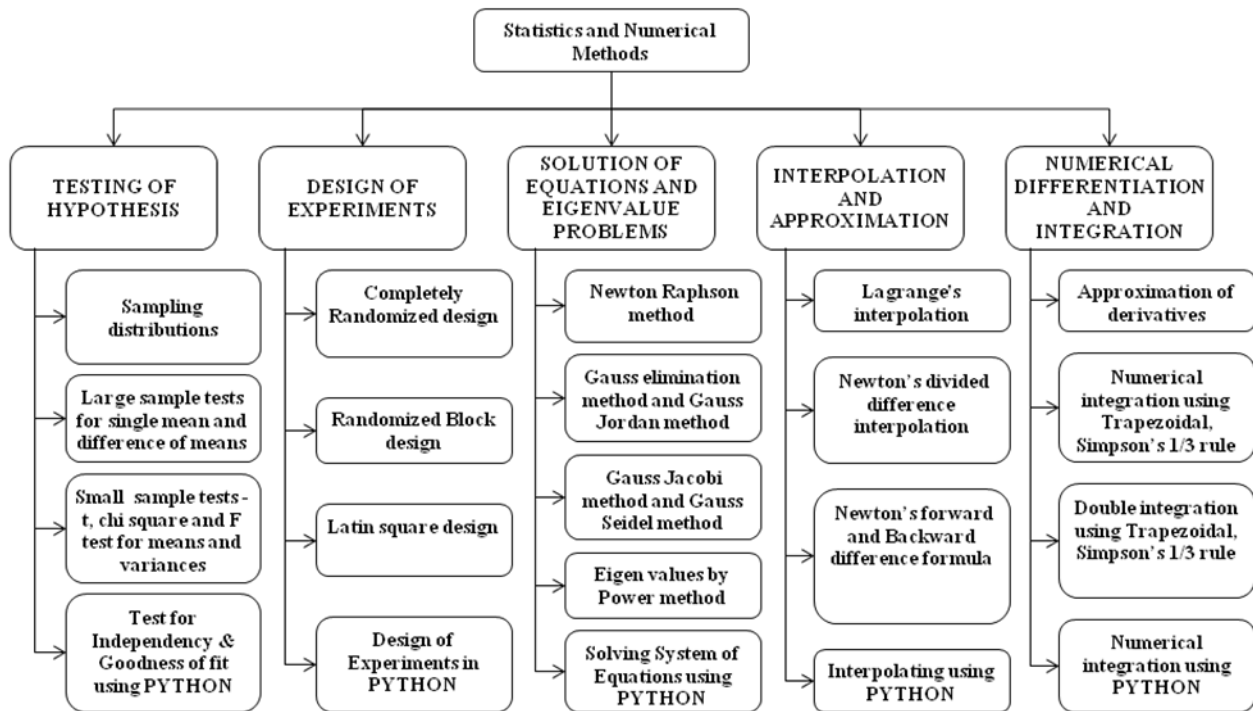 Statistics and Numerical
Methods
TESTING OF
HYPOTHESIS
Sampling
distributions
Large sample tests
for single mean and
difference of means
Small sample tests -
t, chi square and F
test for means and
variances
Test for
Independency &
Goodness of fit
using PYTHON
DESIGN OF
EXPERIMENTS
Completely
Randomized design
Randomized Block
design
Latin square design
Design of
Experiments in
PYTHON
SOLUTION OF
EQUATIONS AND
EIGENVALUE
PROBLEMS
Newton Raphson
method
Gauss elimination
method and Gauss
Jordan method
Gauss Jacobi
method and Gauss
Seidel method
Eigen values by
Power method
Solving System of
Equations using
PYTHON
INTERPOLATION
AND
APPROXIMATION
Lagrange's
interpolation
Newton's divided
difference
interpolation
Newton's forward
and Backward
difference formula
Interpolating using
PYTHON
NUMERICAL
DIFFERENTIATION
AND
INTEGRATION
Approximation of
derivatives
Numerical
integration using
Trapezoidal,
Simpson's 1/3 rule
Double integration
using Trapezoidal,
Simpson's 1/3 rule
Numerical
integration using
PYTHON